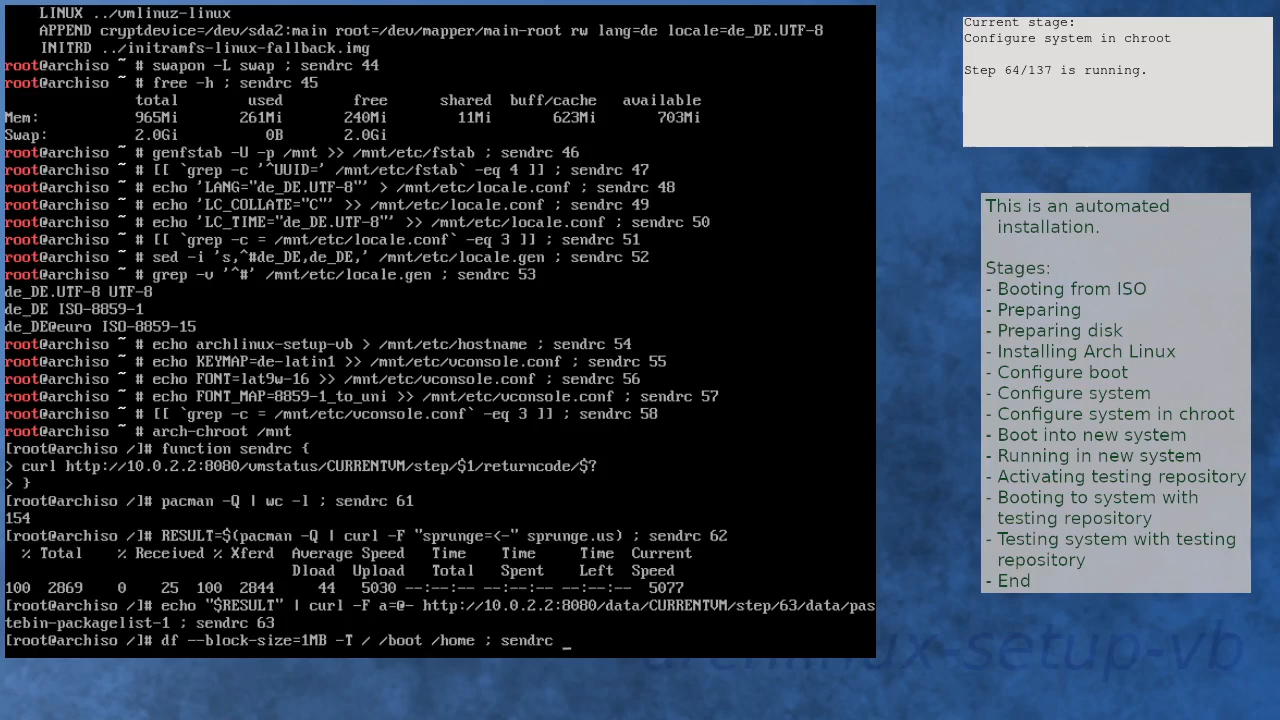 LINUX ../vmlinuz-linux
APPEND cryptdevice=/dev/sda2:main root=/dev/mapper/main-root rw lang=de locale=de_DE.UTF-8
INITRD ../initramfs-linux-fallback.img
root@archiso ~ # swapon -L swap ; sendrc 44
root@archiso ~ # free -h ; sendrc 45
total used free shared buff/cache available
Mem: 965Mi 261Mi 240Mi 11Mi 623Mi 703Mi
Swap: 2.0Gi 0B 2.0Gi
root@archiso ~ # genfstab -U -p /mnt >> /mnt/etc/fstab ; sendrc 46
root@archiso ~ # [[ `grep -c '^UUID=' /mnt/etc/fstab` -eq 4 ]] ; sendrc 47
root@archiso ~ # echo 'LANG="de_DE.UTF-8"' > /mnt/etc/locale.conf ; sendrc 48
root@archiso ~ # echo 'LC_COLLATE="C"' >> /mnt/etc/locale.conf ; sendrc 49
root@archiso ~ # echo 'LC_TIME="de_DE.UTF-8"' >> /mnt/etc/locale.conf ; sendrc 50
root@archiso ~ # [[ `grep -c = /mnt/etc/locale.conf` -eq 3 ]] ; sendrc 51
root@archiso ~ # sed -i 's,^#de_DE,de_DE,' /mnt/etc/locale.gen ; sendrc 52
root@archiso ~ # grep -v '^#' /mnt/etc/locale.gen ; sendrc 53
de_DE.UTF-8 UTF-8
de_DE ISO-8859-1
de_DE@euro ISO-8859-15
root@archiso ~ # echo archlinux-setup-vb > /mnt/etc/hostname ; sendrc 54
root@archiso ~ # echo KEYMAP=de-latin1 >> /mnt/etc/vconsole.conf ; sendrc 55
root@archiso ~ # echo FONT=lat9w-16 >> /mnt/etc/vconsole.conf ; sendrc 56
root@archiso ~ # echo FONT_MAP=8859-1_to_uni >> /mnt/etc/vconsole.conf ; sendrc 57
root@archiso ~ # [[ `grep -c = /mnt/etc/vconsole.conf` -eq 3 ]] ; sendrc 58
root@archiso ~ # arch-chroot /mnt
[root@archiso /]# function sendrc {
> curl http://10.0.2.2:8080/vmstatus/CURRENTVM/step/$1/returncode/$?
> }
[root@archiso /]# pacman -Q | wc -l ; sendrc 61
154
[root@archiso /]# RESULT=$(pacman -Q | curl -F "sprunge=<-" sprunge.us) ; sendrc 62
% Total % Received % Xferd Average Speed Time Time Time Current
Dload Upload Total Spent Left Speed
100 2869 0 25 100 2844 44 5030 --:--:-- --:--:-- --:--:-- 5077
[root@archiso /]# echo "$RESULT" | curl -F a=@- http://10.0.2.2:8080/data/CURRENTVM/step/63/data/pas
tebin-packagelist-1 ; sendrc 63
[root@archiso /]# df --block-size=1MB -T / /boot /home ; sendrc _
Current stage:
Configure system in chroot
Step 64/137 is running.
This is an automated
installation.
Stages:
- Booting from ISO
- Preparing
- Preparing disk
- Installing Arch Linux
- Configure boot
- Configure system
- Configure system in chroot
- Boot into new system
- Running in new system
- Activating testing repository
- Booting to system with
testing repository
- Testing system with testing
repository
- End
archlinux-setup-vb